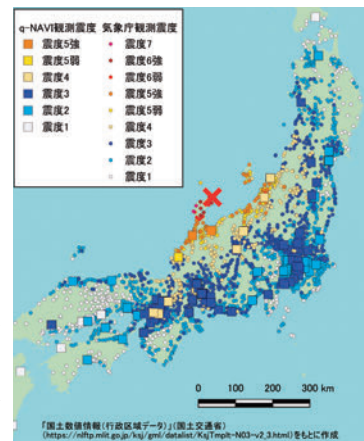 q-NAVI観測震度 気象庁観測震度
震度5強 震度7
震度5弱 震度6強
震度4 震度6弱
震度3 震度5強
震度2 震度5弱
震度1 震度4
震度3
震度2
震度1
0 100 200 300 km
「国土数値情報(行政区域データ)」(国土交通省)
(https://nlftp.mlit.go.jp/ksj/gml/datalist/KsjTmplt-N03-v2_3.html)をもとに作成